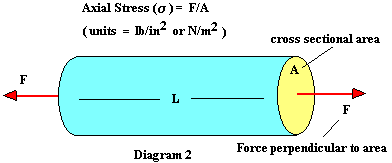 Axial Stress (σ) = F/A
( units = lb/in² or N/m² )
cross sectional area
F
A
L
F
Force perpendicular to area
Diagram 2